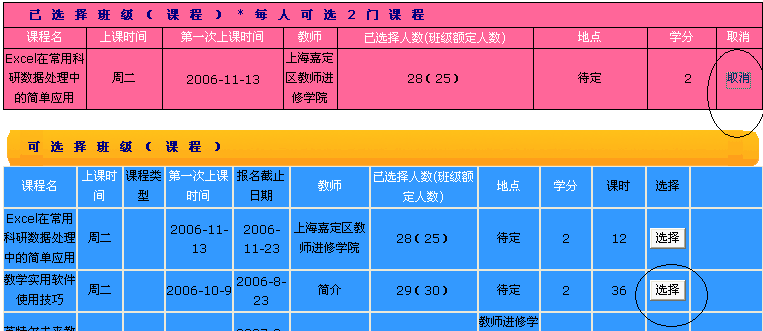 已选择班级(课程)*每人可选2门课程
课程名 上课时间 第一次上课时间 教师 已选择人数(班级额定人数) 地点 学分 取消
Excel在常用科
研数据处理中
的简单应用
周二
2006-11-13
上海嘉定
区教师进
修学院
28(25)
待定
2
取消
可选择班级(课程)
课程名
上课时
间
课程类
型
第一次上课
时间
报名截止
日期
教师
已选择人数(班级额
定人数)
地点
学分
课时
选择
Excel在常用
科研数据处理
中的简单应用
周二
2006-11-
13
2006-
11-23
上海嘉定区教
师进修学院
28(25)
待定
2
12
选择
教学实用软件
使用技巧
周二
2006-10-9
2006-8-
23
简介
29(30)
待定
2
36
选择
教师进修学